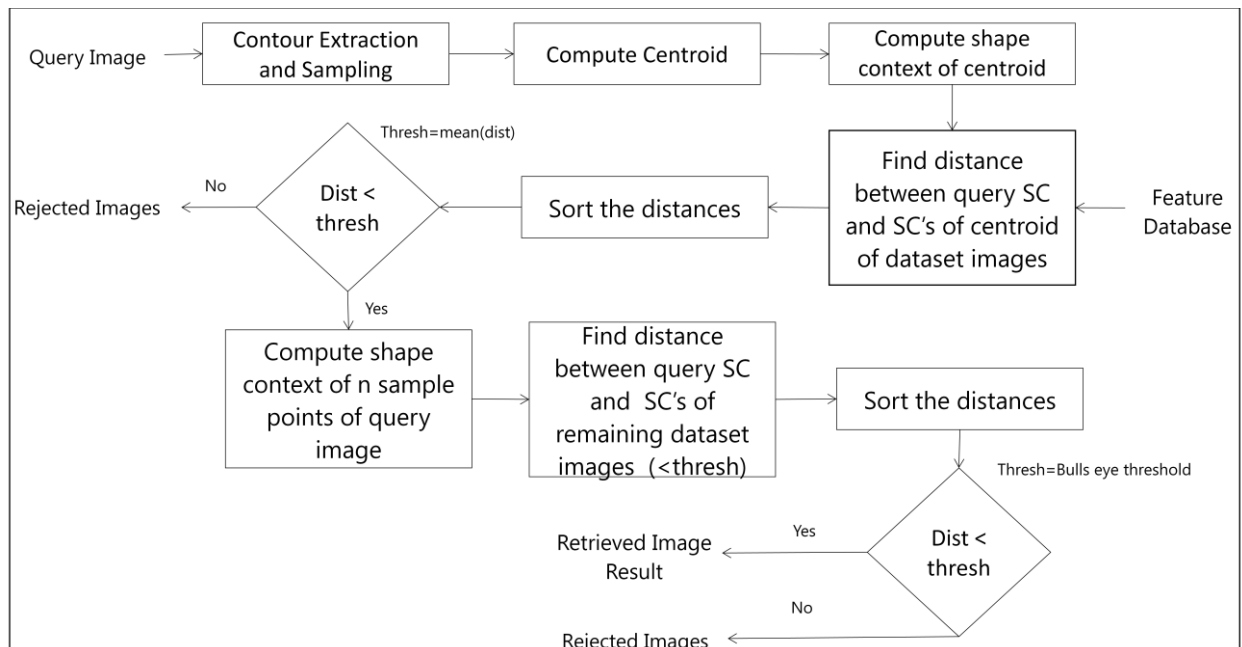 Query Image
Contour Extraction
and Sampling
Compute Centroid
Compute shape
context of centroid
Find distance
between query SC
and SC's of centroid
of dataset images
Feature
Database
Sort the distances
Thresh=mean(dist)
Dist <
thresh
No
Rejected Images
Yes
Compute shape
context of n sample
points of query
image
Find distance
between query SC
and SC's of
remaining dataset
images (<thresh)
Sort the distances
Thresh=Bulls eye threshold
Dist <
thresh
Yes
Retrieved Image
Result
No
Rejected Images